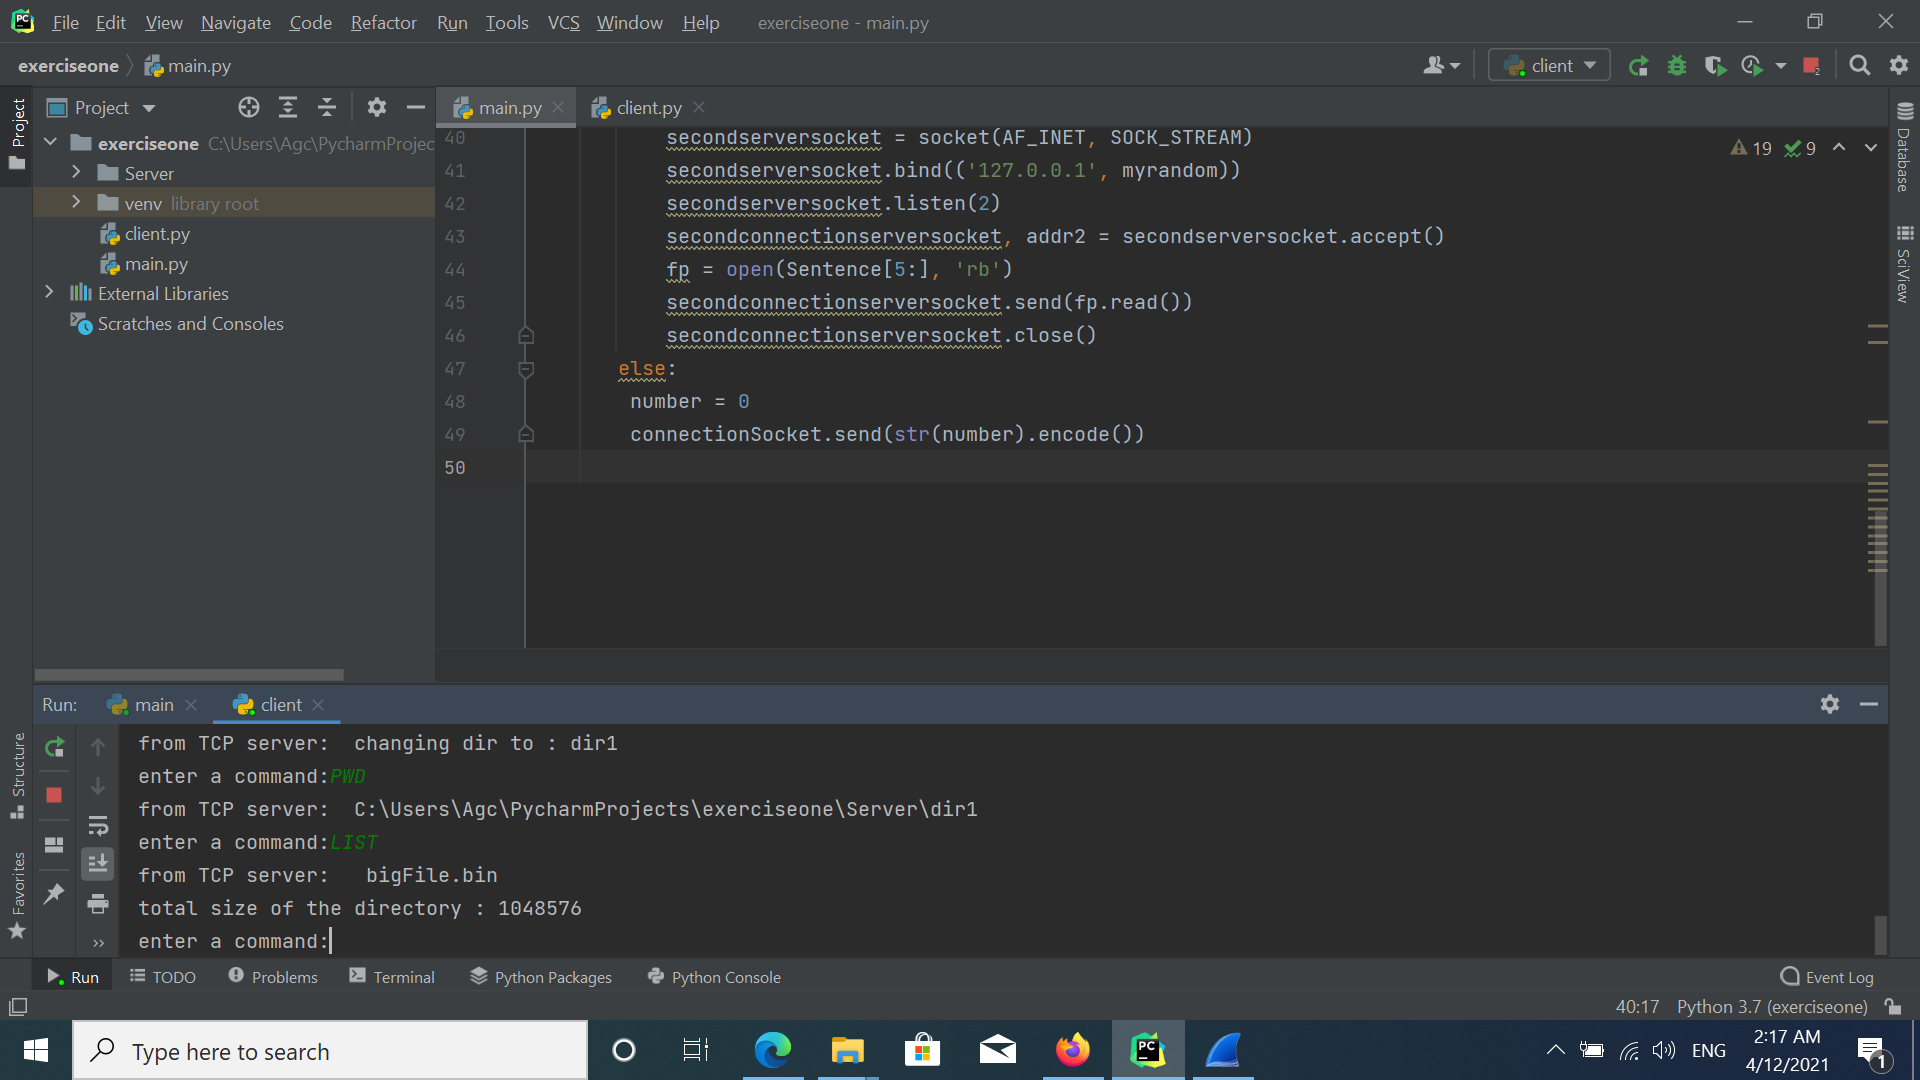 PC File Edit View Navigate Code Refactor Run Tools VCS Window Help exerciseone - main.py
exerciseone main.py client 2
Project main.py client.py
exerciseone C:\Users\Agc\PycharmProjec
Server
venv library root
client.py
main.py
External Libraries
Scratches and Consoles
Project
Structure
Favorites
Database
SciView
19 9
40 secondserversocket = socket(AF_INET, SOCK_STREAM)
41 secondserversocket.bind(('127.0.0.1', myrandom))
42 secondserversocket.listen(2)
43 secondconnectionserversocket, addr2 = secondserversocket.accept()
44 fp = open(Sentence[5:], 'rb')
45 secondconnectionserversocket.send(fp.read())
46 secondconnectionserversocket.close()
47 else:
48 number = 0
49 connectionSocket.send(str(number).encode())
50
Run: main client
from TCP server:  changing dir to : dir1
enter a command:PWD
from TCP server:  C:\Users\Agc\PycharmProjects\exerciseone\Server\dir1
enter a command:LIST
from TCP server:   bigFile.bin
total size of the directory : 1048576
enter a command:
Run TODO Problems Terminal Python Packages Python Console Event Log
40:17 Python 3.7 (exerciseone)
Type here to search PC ENG 2:17 AM
4/12/2021 1